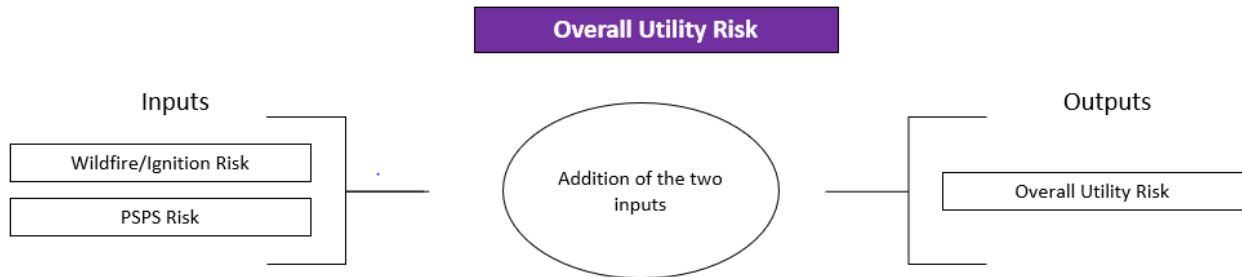 Overall Utility Risk
Inputs
Outputs
Wildfire/Ignition Risk
PSPS Risk
Addition of the two
inputs
Overall Utility Risk